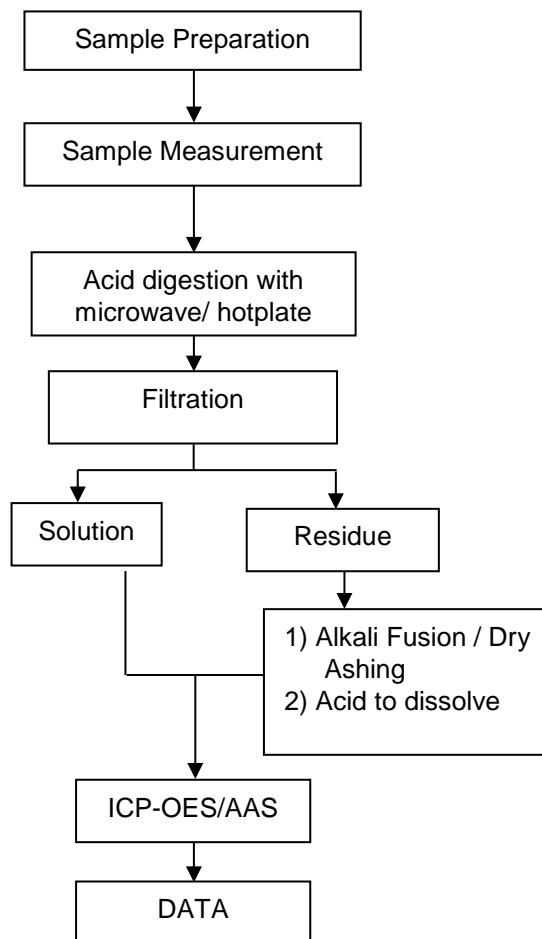 Sample Preparation
Sample Measurement
Acid digestion with
microwave/ hotplate
Filtration
Solution
Residue
1) Alkali Fusion / Dry
Ashing
2) Acid to dissolve
ICP-OES/AAS
DATA